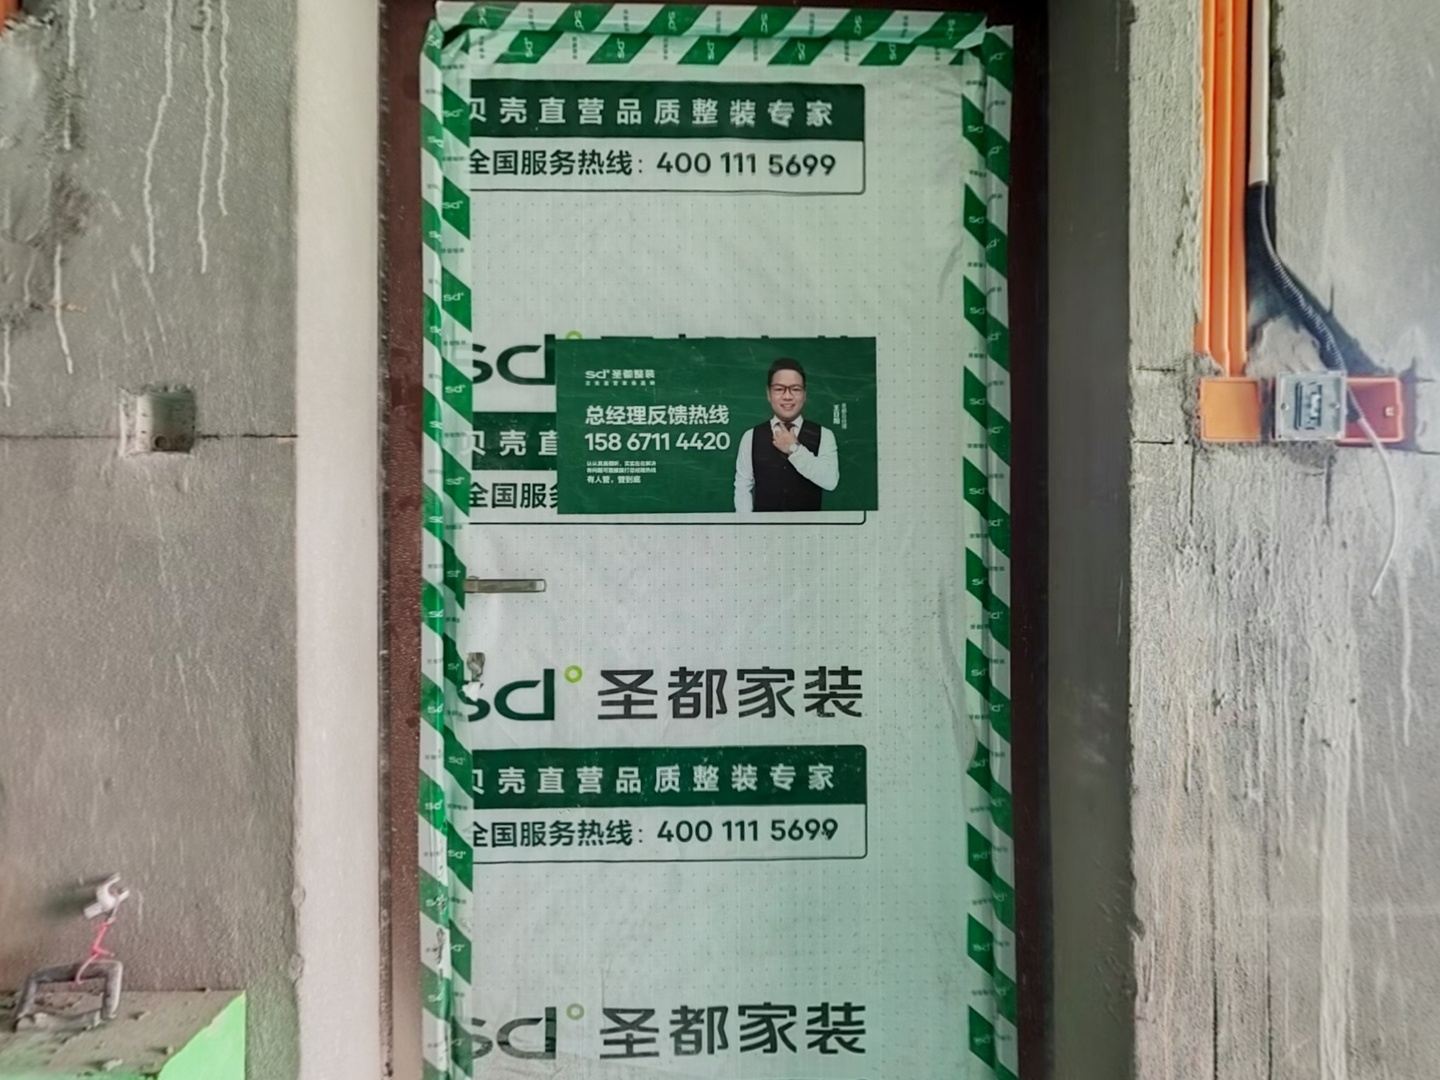 贝壳直营品质整装专家
全国服务热线：400 111 5699
sd°
sd°圣都整装
总经理反馈热线
158 6711 4420
有人管，管到底
贝壳直
全国服务
sd°圣都家装
贝壳直营品质整装专家
全国服务热线：400 111 5699
sd°圣都家装